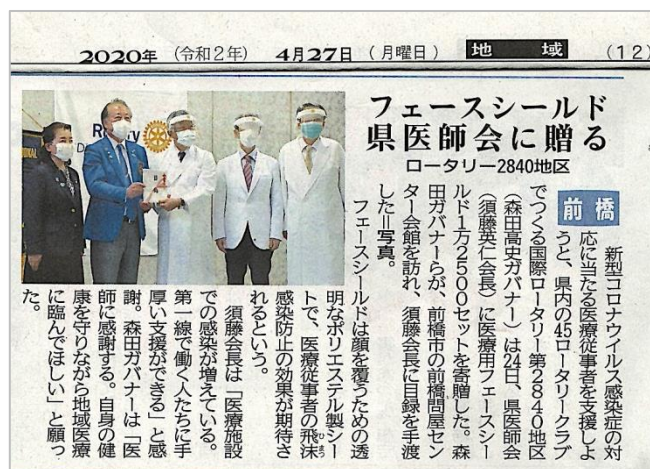 2020年 （令和2年） 4月27日 （月曜日） 地域 （12）
フェースシールド
県医師会に贈る
ロータリー2840地区
前橋
新型コロナウイルス感染症の対
応に当たる医療従事者を支援しよ
うと、県内の45ロータリークラブ
でつくる国際ロータリー第2840地区
（森田高史ガバナー）は24日、県医師会
（須藤英仁会長）に医療用フェースシー
ルド1万2500セットを寄贈した。森
田ガバナーらが、前橋市の前橋問屋セン
ター会館を訪れ、須藤会長に目録を手渡
した＝写真。
フェースシールドは顔を覆うための透
明なポリエステル製シー
トで、医療従事者の飛沫
感染防止の効果が期待さ
れるという。
須藤会長は「医療施設
での感染が増えている。
第一線で働く人たちに手
厚い支援ができる」と感
謝。森田ガバナーは「医
師に感謝する。自身の健
康を守りながら地域医療
に臨んでほしい」と願っ
た。